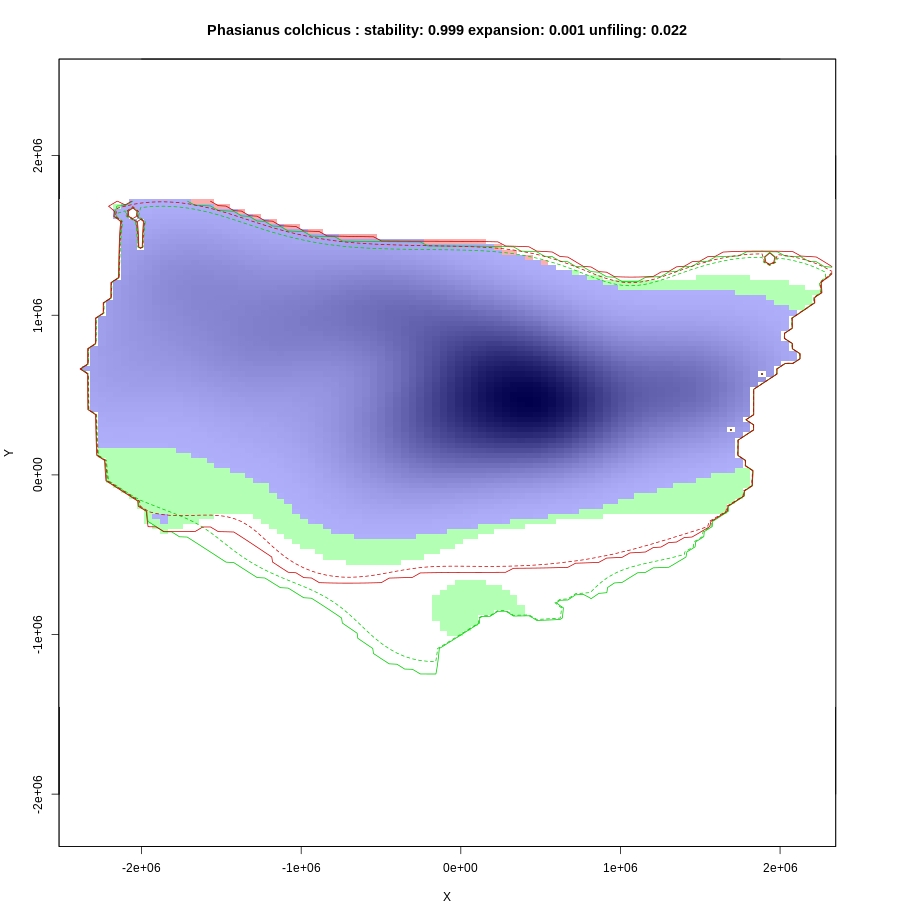 Phasianus colchicus : stability: 0.999 expansion: 0.001 unfiling: 0.022
2e+06
1e+06
Y
0e+00
-1e+06
-2e+06
-2e+06 -1e+06 0e+00 1e+06 2e+06
X